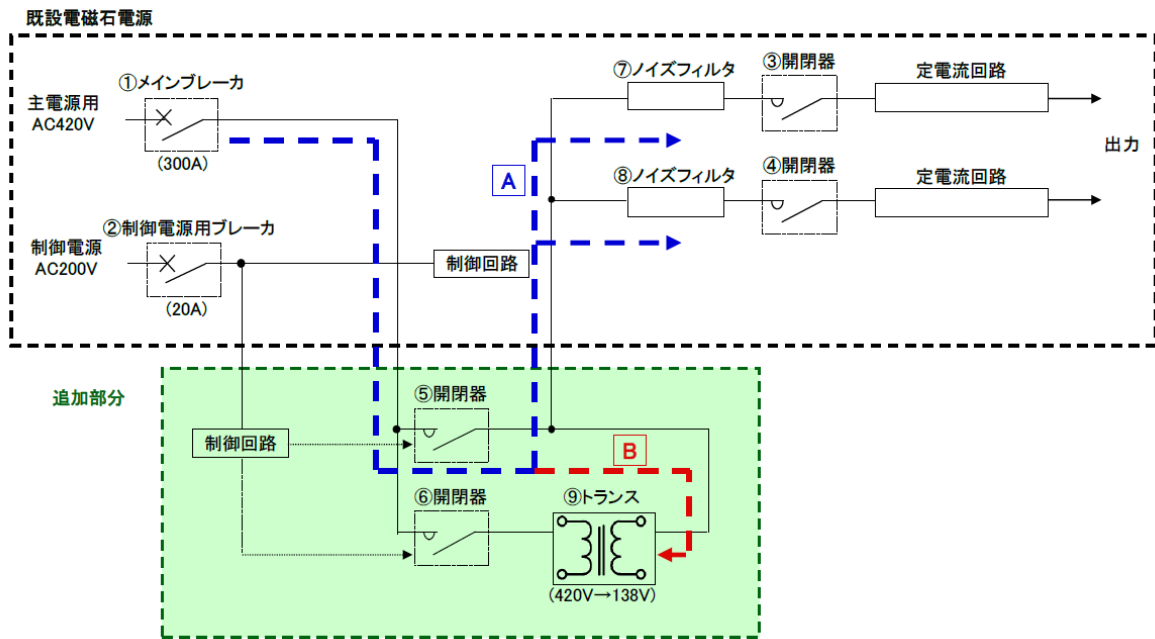 既設電磁石電源
①メインブレーカ
主電源用
AC420V
(300A)
②制御電源用ブレーカ
制御電源
AC200V
(20A)
制御回路
A
⑦ノイズフィルタ
③開閉器
定電流回路
出力
⑧ノイズフィルタ
④開閉器
定電流回路
追加部分
⑤開閉器
制御回路
B
⑥開閉器
⑨トランス
(420V→138V)